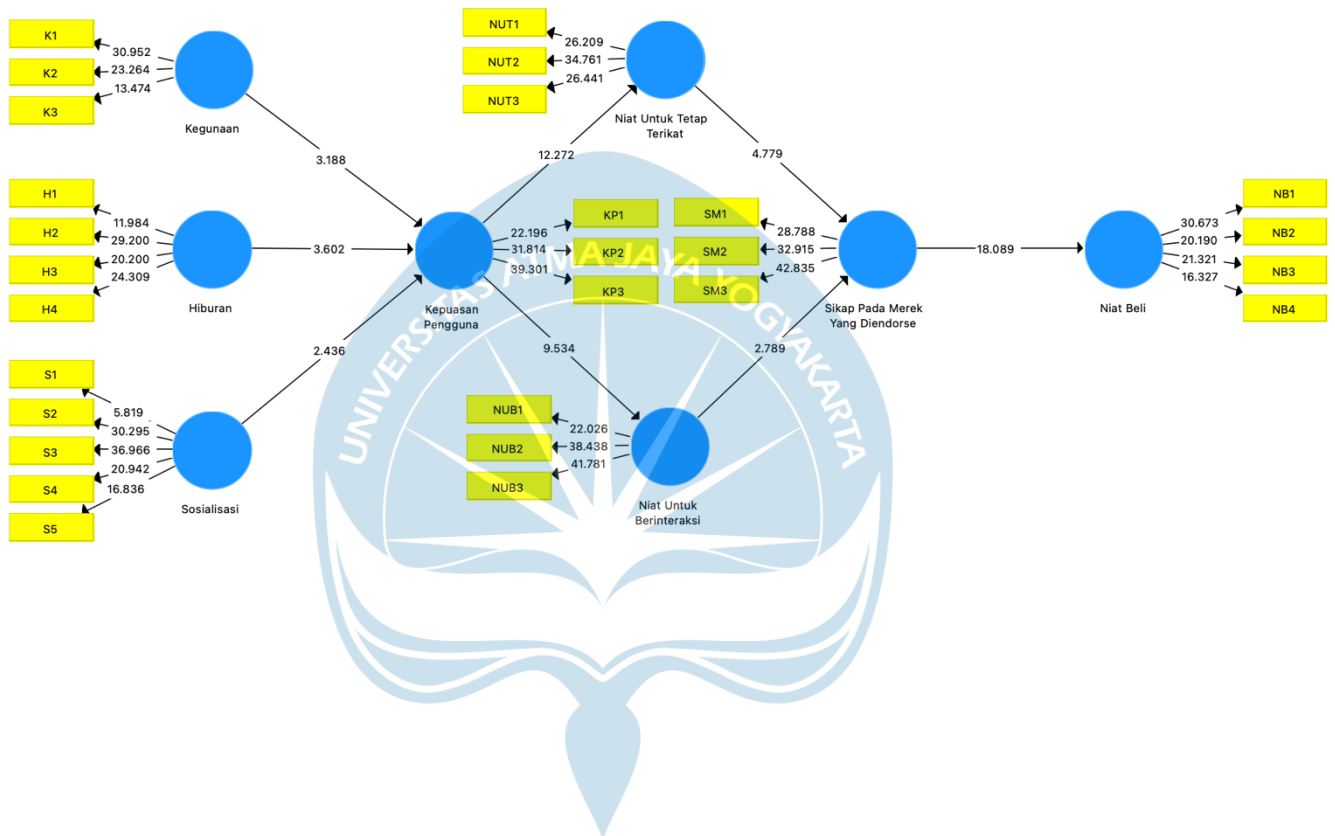 K1
K2
K3
30.952
23.264
13.474
Kegunaan
NUT1
NUT2
NUT3
26.209
34.761
26.441
Niat Untuk Tetap
Terikat
3.188
12.272
4.779
H1
H2
H3
H4
11.984
29.200
20.200
24.309
Hiburan
3.602
Kepuasan
Pengguna
22.196
31.814
39.301
KP1
KP2
KP3
SM1
SM2
SM3
28.788
32.915
42.835
Sikap Pada Merek
Yang Diendorse
18.089
Niat Beli
30.673
20.190
21.321
16.327
NB1
NB2
NB3
NB4
2.436
9.534
2.789
S1
S2
S3
S4
S5
5.819
30.295
36.966
20.942
16.836
Sosialisasi
NUB1
NUB2
NUB3
22.026
38.438
41.781
Niat Untuk
Berinteraksi
UNIVERSITAS ATMA JAYA YOGYAKARTA